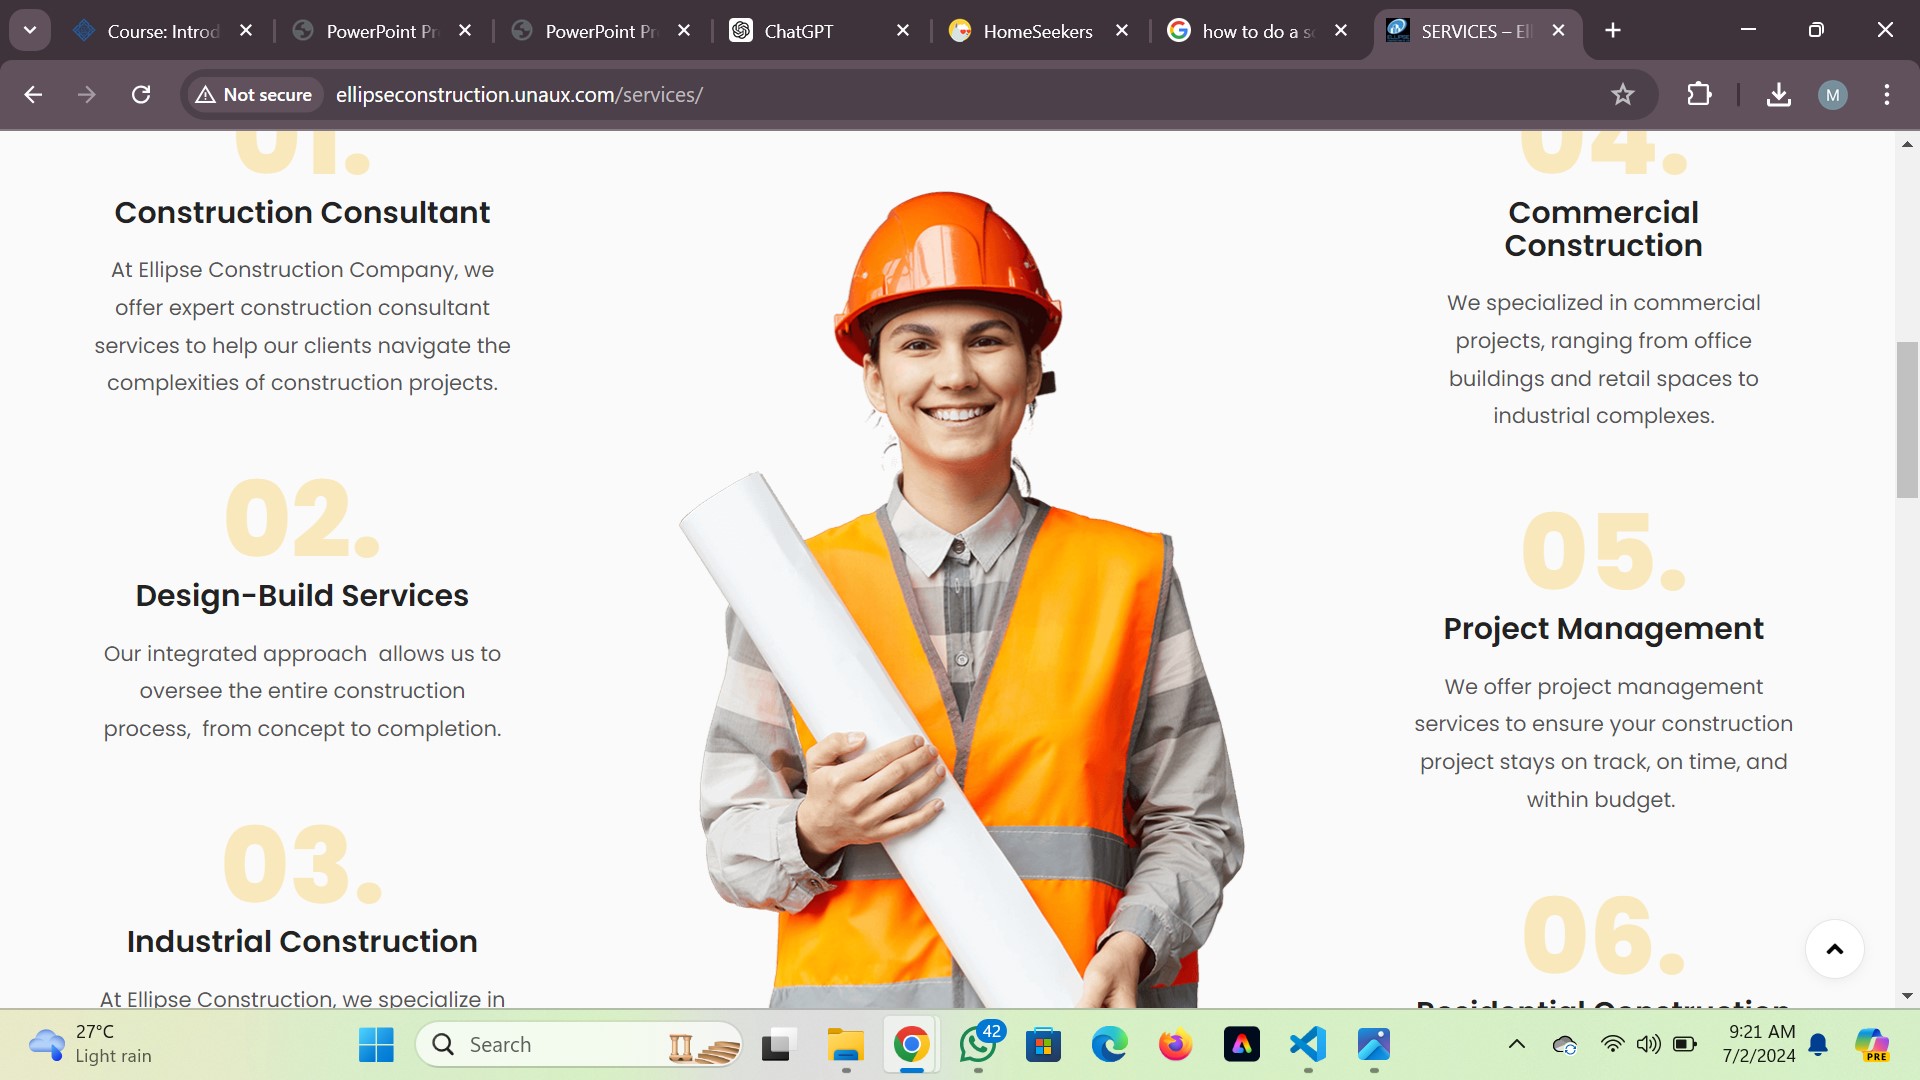 Course: Introd
PowerPoint Pr
PowerPoint Pr
ChatGPT
HomeSeekers
how to do a s
SERVICES – Ell
Not secure
ellipseconstruction.unaux.com/services/
M
01.
Construction Consultant
At Ellipse Construction Company, we
offer expert construction consultant
services to help our clients navigate the
complexities of construction projects.
02.
Design-Build Services
Our integrated approach  allows us to
oversee the entire construction
process,  from concept to completion.
03.
Industrial Construction
At Ellipse Construction, we specialize in
04.
Commercial
Construction
We specialized in commercial
projects, ranging from office
buildings and retail spaces to
industrial complexes.
05.
Project Management
We offer project management
services to ensure your construction
project stays on track, on time, and
within budget.
06.
Residential Construction
27°C
Light rain
Search
42
9:21 AM
7/2/2024
PRE